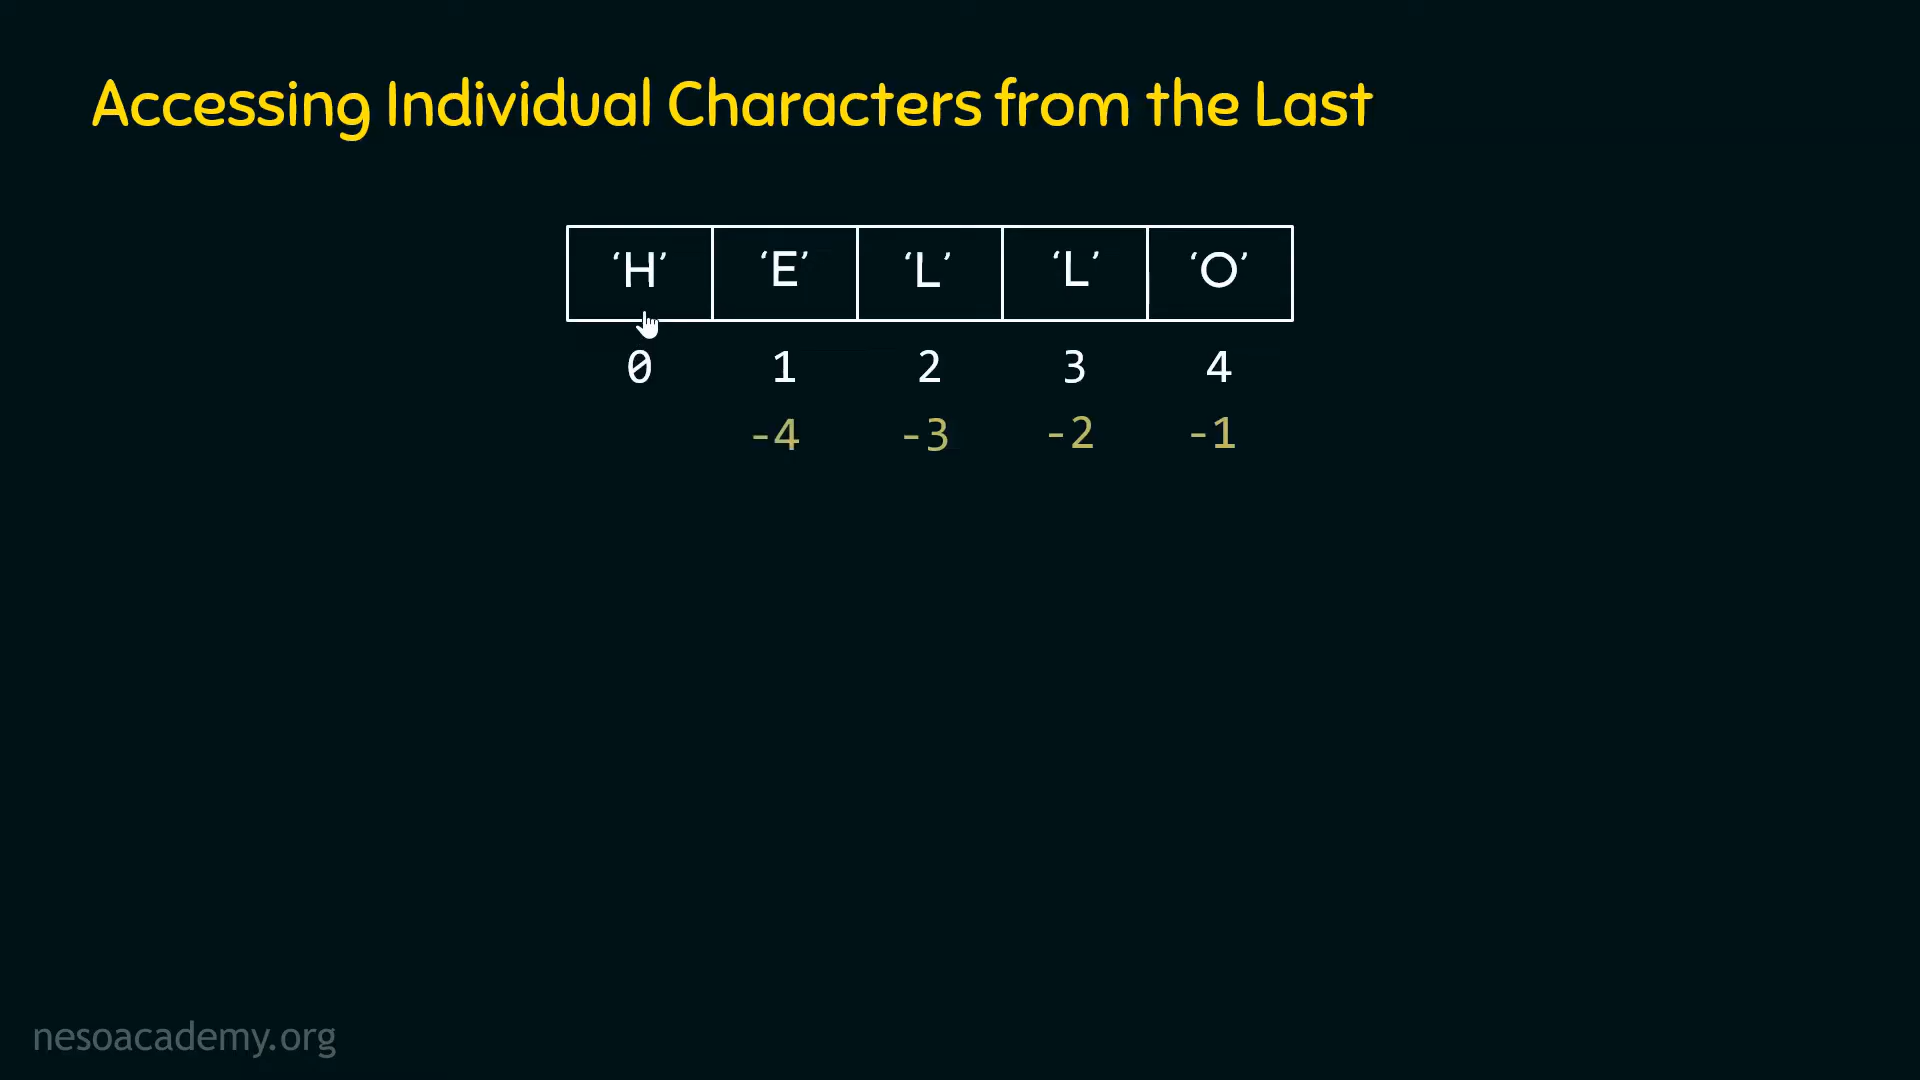 Accessing Individual Characters from the Last
‘H’ ‘E’ ‘L’ ‘L’ ‘O’
0 1 2 3 4
-4 -3 -2 -1
nesoacademy.org